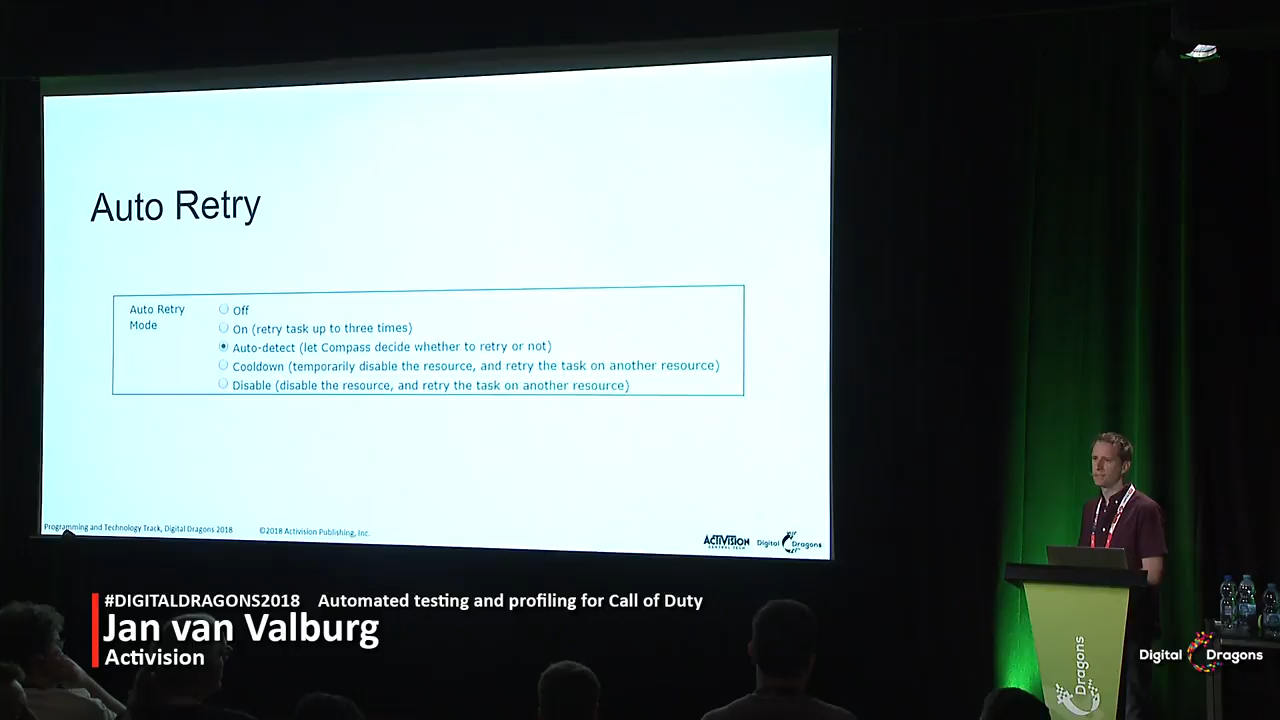 Auto Retry
Auto Retry
Mode
Off
On (retry task up to three times)
Auto-detect (let Compass decide whether to retry or not)
Cooldown (temporarily disable the resource, and retry the task on another resource)
Disable (disable the resource, and retry the task on another resource)
Programming and Technology Track, Digital Dragons 2018 ©2018 Activision Publishing, Inc.
ACTIVISION
CENTRAL TECH
Digital Dragons
#DIGITALDRAGONS2018 Automated testing and profiling for Call of Duty
Jan van Valburg
Activision
Dragons
Digital Dragons